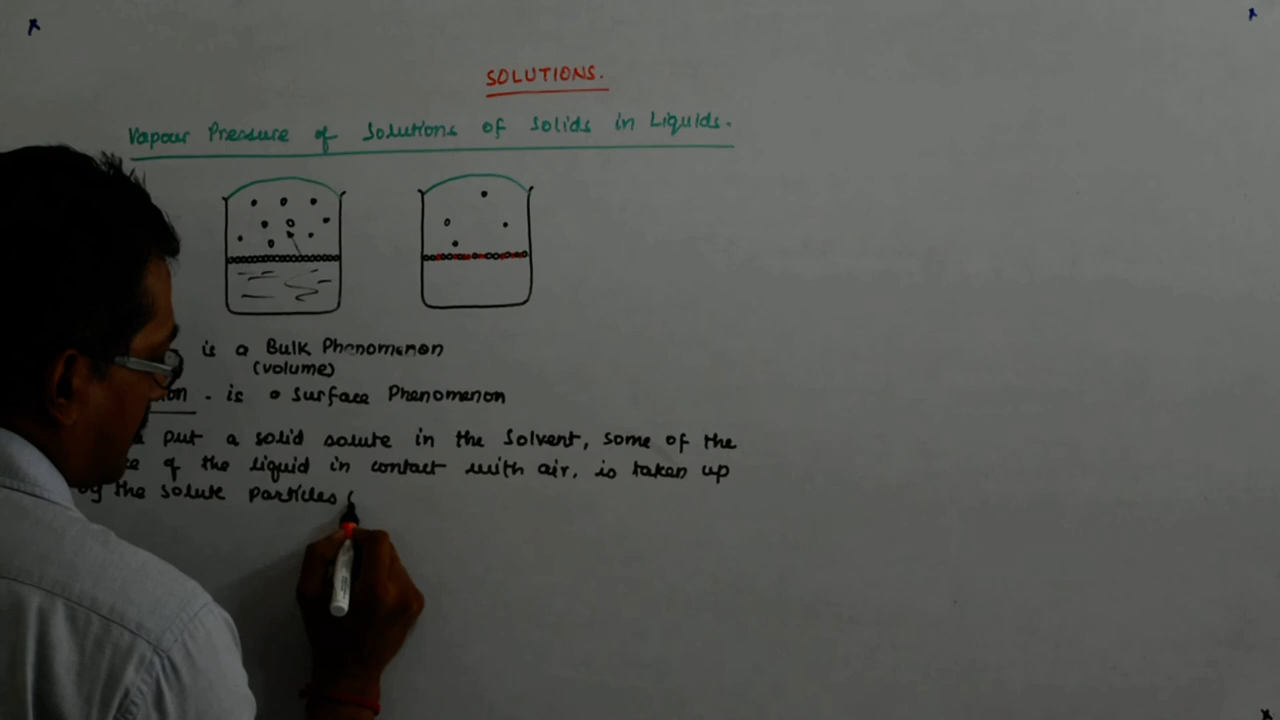 SOLUTIONS.
Vapour Pressure of Solutions of Solids in Liquids.
is a Bulk Phenomenon
(volume)
. is a Surface Phenomenon
put a solid solute in the Solvent, some of the
of the liquid in contact with air, is taken up
by the solute particles (